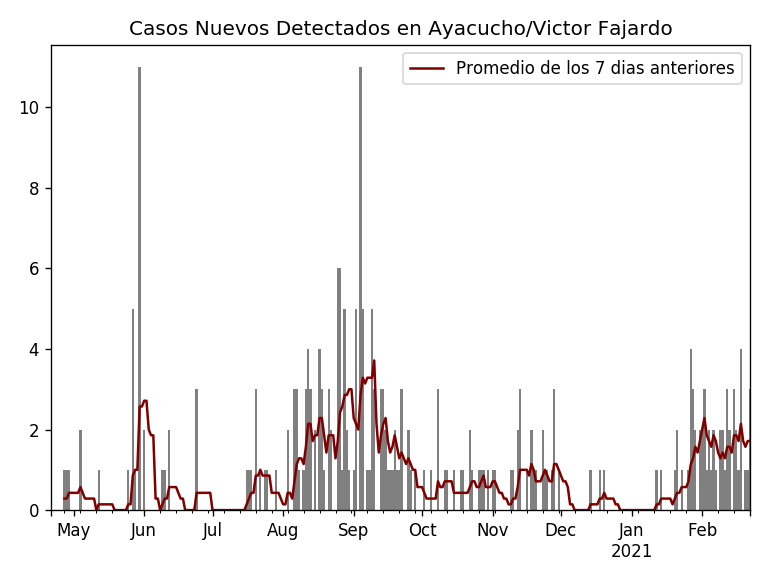 Casos Nuevos Detectados en Ayacucho/Victor Fajardo
Promedio de los 7 dias anteriores
10
8
6
4
2
0
May Jun Jul Aug Sep Oct Nov Dec Jan Feb
2021